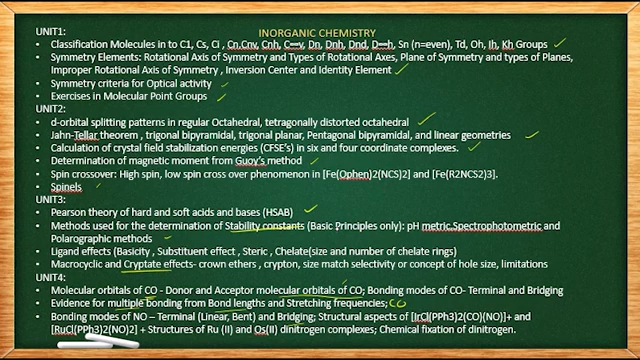 INORGANIC CHEMISTRY
UNIT1:
• Classification Molecules in to C1, Cs, Ci , Cn,Cnv, Cnh, C==v, Dn, Dnh, Dnd, D==h, Sn (n=even), Td, Oh, Ih, Kh Groups
• Symmetry Elements: Rotational Axis of Symmetry and Types of Rotational Axes, Plane of Symmetry and types of Planes,
Improper Rotational Axis of Symmetry , Inversion Center and Identity Element
• Symmetry criteria for Optical activity
• Exercises in Molecular Point Groups
UNIT2:
• d-orbital splitting patterns in regular Octahedral, tetragonally distorted octahedral
• Jahn-Tellar theorem , trigonal bipyramidal, trigonal planar, Pentagonal bipyramidal, and linear geometries
• Calculation of crystal field stabilization energies (CFSE's) in six and four coordinate complexes.
• Determination of magnetic moment from Guoy's method
• Spin crossover: High spin, low spin cross over phenomenon in [Fe(Ophen)2(NCS)2] and [Fe(R2NCS2)3].
• Spinels
UNIT3:
• Pearson theory of hard and soft acids and bases (HSAB)
• Methods used for the determination of Stability constants (Basic Principles only): pH metric,Spectrophotometric and
Polarographic methods
• Ligand effects (Basicity , Substituent effect , Steric , Chelate(size and number of chelate rings)
• Macrocyclic and Cryptate effects- crown ethers , crypton, size match selectivity or concept of hole size, limitations
UNIT4:
• Molecular orbitals of CO - Donor and Acceptor molecular orbitals of CO; Bonding modes of CO- Terminal and Bridging
• Evidence for multiple bonding from Bond lengths and Stretching frequencies; CO
• Bonding modes of NO – Terminal (Linear, Bent) and Bridging; Structural aspects of [IrCl(PPh3)2(CO)(NO)]+ and
[RuCl(PPh3)2(NO)2] + Structures of Ru (II) and Os(II) dinitrogen complexes; Chemical fixation of dinitrogen.